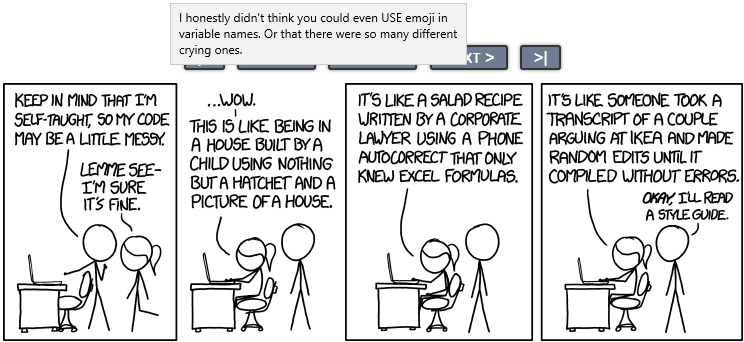 I honestly didn't think you could even USE emoji in
variable names. Or that there were so many different
crying ones.
>|
KEEP IN MIND THAT I'M
SELF-TAUGHT, SO MY CODE
MAY BE A LITTLE MESSY.
LEMME SEE-
I'M SURE
IT'S FINE.
...WOW.
THIS IS LIKE BEING IN
A HOUSE BUILT BY A
CHILD USING NOTHING
BUT A HATCHET AND A
PICTURE OF A HOUSE.
IT'S LIKE A SALAD RECIPE
WRITTEN BY A CORPORATE
LAWYER USING A PHONE
AUTOCORRECT THAT ONLY
KNEW EXCEL FORMULAS.
IT'S LIKE SOMEONE TOOK A
TRANSCRIPT OF A COUPLE
ARGUING AT IKEA AND MADE
RANDOM EDITS UNTIL IT
COMPILED WITHOUT ERRORS.
OKAY, I'LL READ
A STYLE GUIDE.